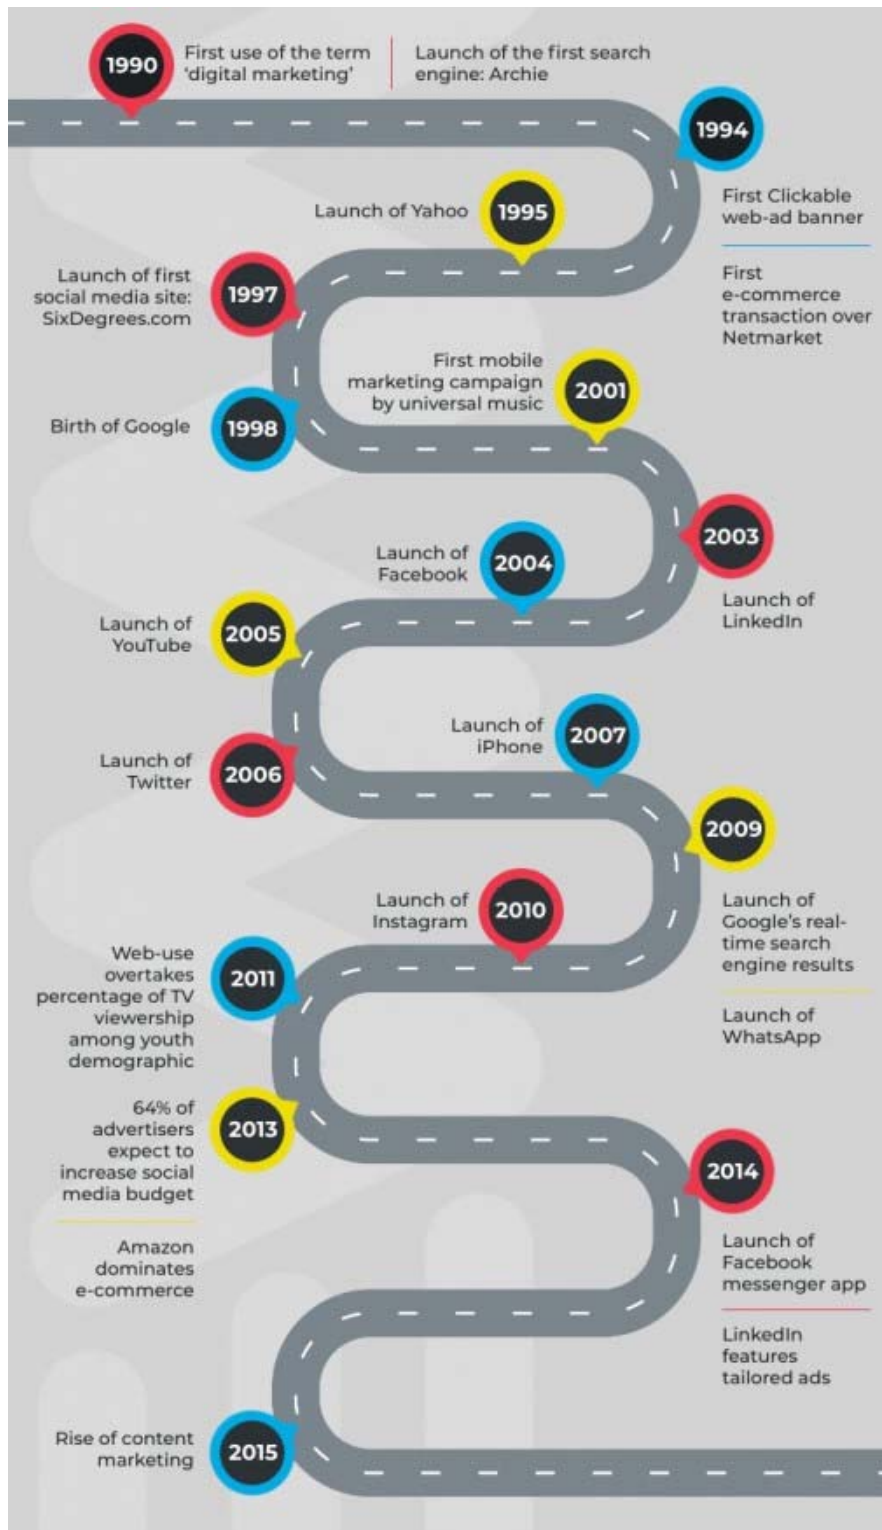 1990
First use of the term
‘digital marketing’
Launch of the first search
engine: Archie
1994
First Clickable
web-ad banner
First
e-commerce
transaction over
Netmarket
Launch of Yahoo
1995
Launch of first
social media site:
SixDegrees.com
1997
Birth of Google
1998
First mobile
marketing campaign
by universal music
2001
2003
Launch of
LinkedIn
Launch of
Facebook
2004
Launch of
YouTube
2005
Launch of
Twitter
2006
Launch of
iPhone
2007
2009
Launch of
Google’s real-
time search
engine results
Launch of
WhatsApp
Launch of
Instagram
2010
Web-use
overtakes
percentage of TV
viewership
among youth
demographic
2011
64% of
advertisers
expect to
increase social
media budget
2013
Amazon
dominates
e-commerce
2014
Launch of
Facebook
messenger app
LinkedIn
features
tailored ads
Rise of content
marketing
2015